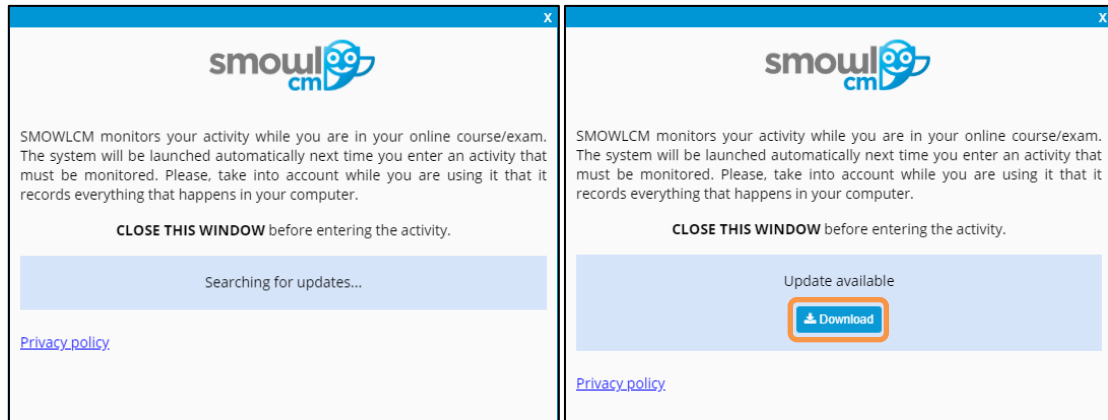 X
smowl
cm
SMOWLCM monitors your activity while you are in your online course/exam.
The system will be launched automatically next time you enter an activity that
must be monitored. Please, take into account while you are using it that it
records everything that happens in your computer.
CLOSE THIS WINDOW before entering the activity.
Searching for updates...
Privacy policy
X
smowl
cm
SMOWLCM monitors your activity while you are in your online course/exam.
The system will be launched automatically next time you enter an activity that
must be monitored. Please, take into account while you are using it that it
records everything that happens in your computer.
CLOSE THIS WINDOW before entering the activity.
Update available
Download
Privacy policy